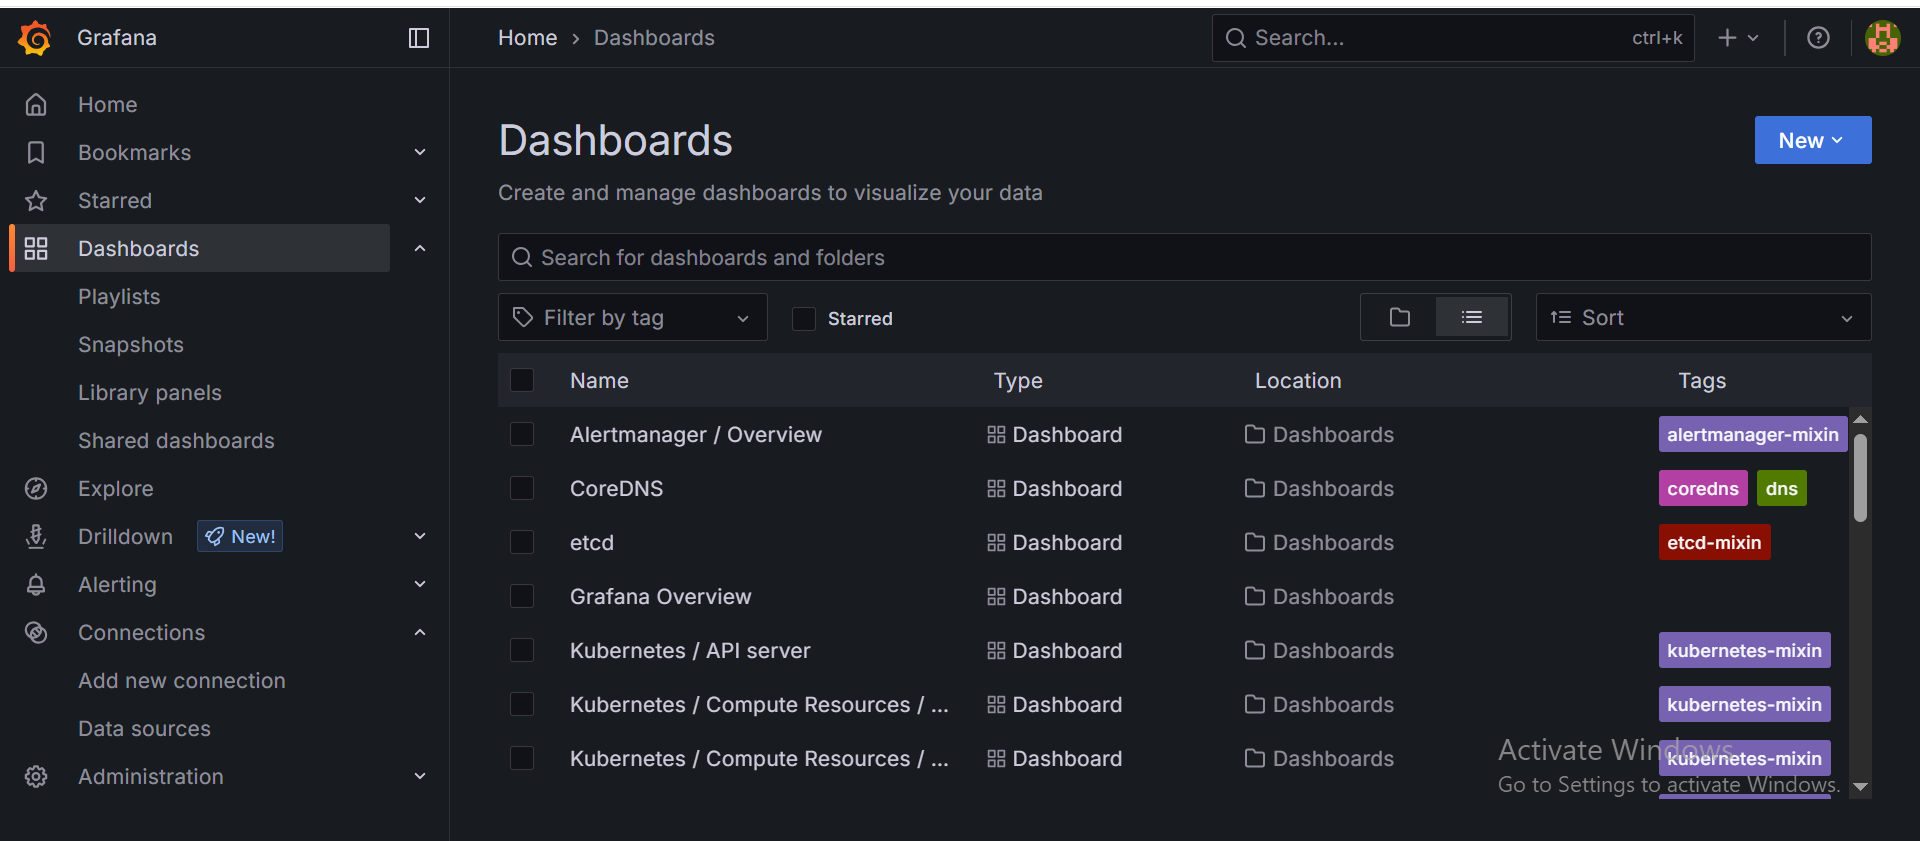 Grafana
Home › Dashboards
Search...
ctrl+k
Home
Bookmarks
Starred
Dashboards
Playlists
Snapshots
Library panels
Shared dashboards
Explore
Drilldown New!
Alerting
Connections
Add new connection
Data sources
Administration
Dashboards
New
Create and manage dashboards to visualize your data
Search for dashboards and folders
Filter by tag
Starred
Sort
Name Type Location Tags
Alertmanager / Overview Dashboard Dashboards alertmanager-mixin
CoreDNS Dashboard Dashboards coredns dns
etcd Dashboard Dashboards etcd-mixin
Grafana Overview Dashboard Dashboards
Kubernetes / API server Dashboard Dashboards kubernetes-mixin
Kubernetes / Compute Resources / ... Dashboard Dashboards kubernetes-mixin
Kubernetes / Compute Resources / ... Dashboard Dashboards kubernetes-mixin
Activate Windows
Go to Settings to activate Windows.